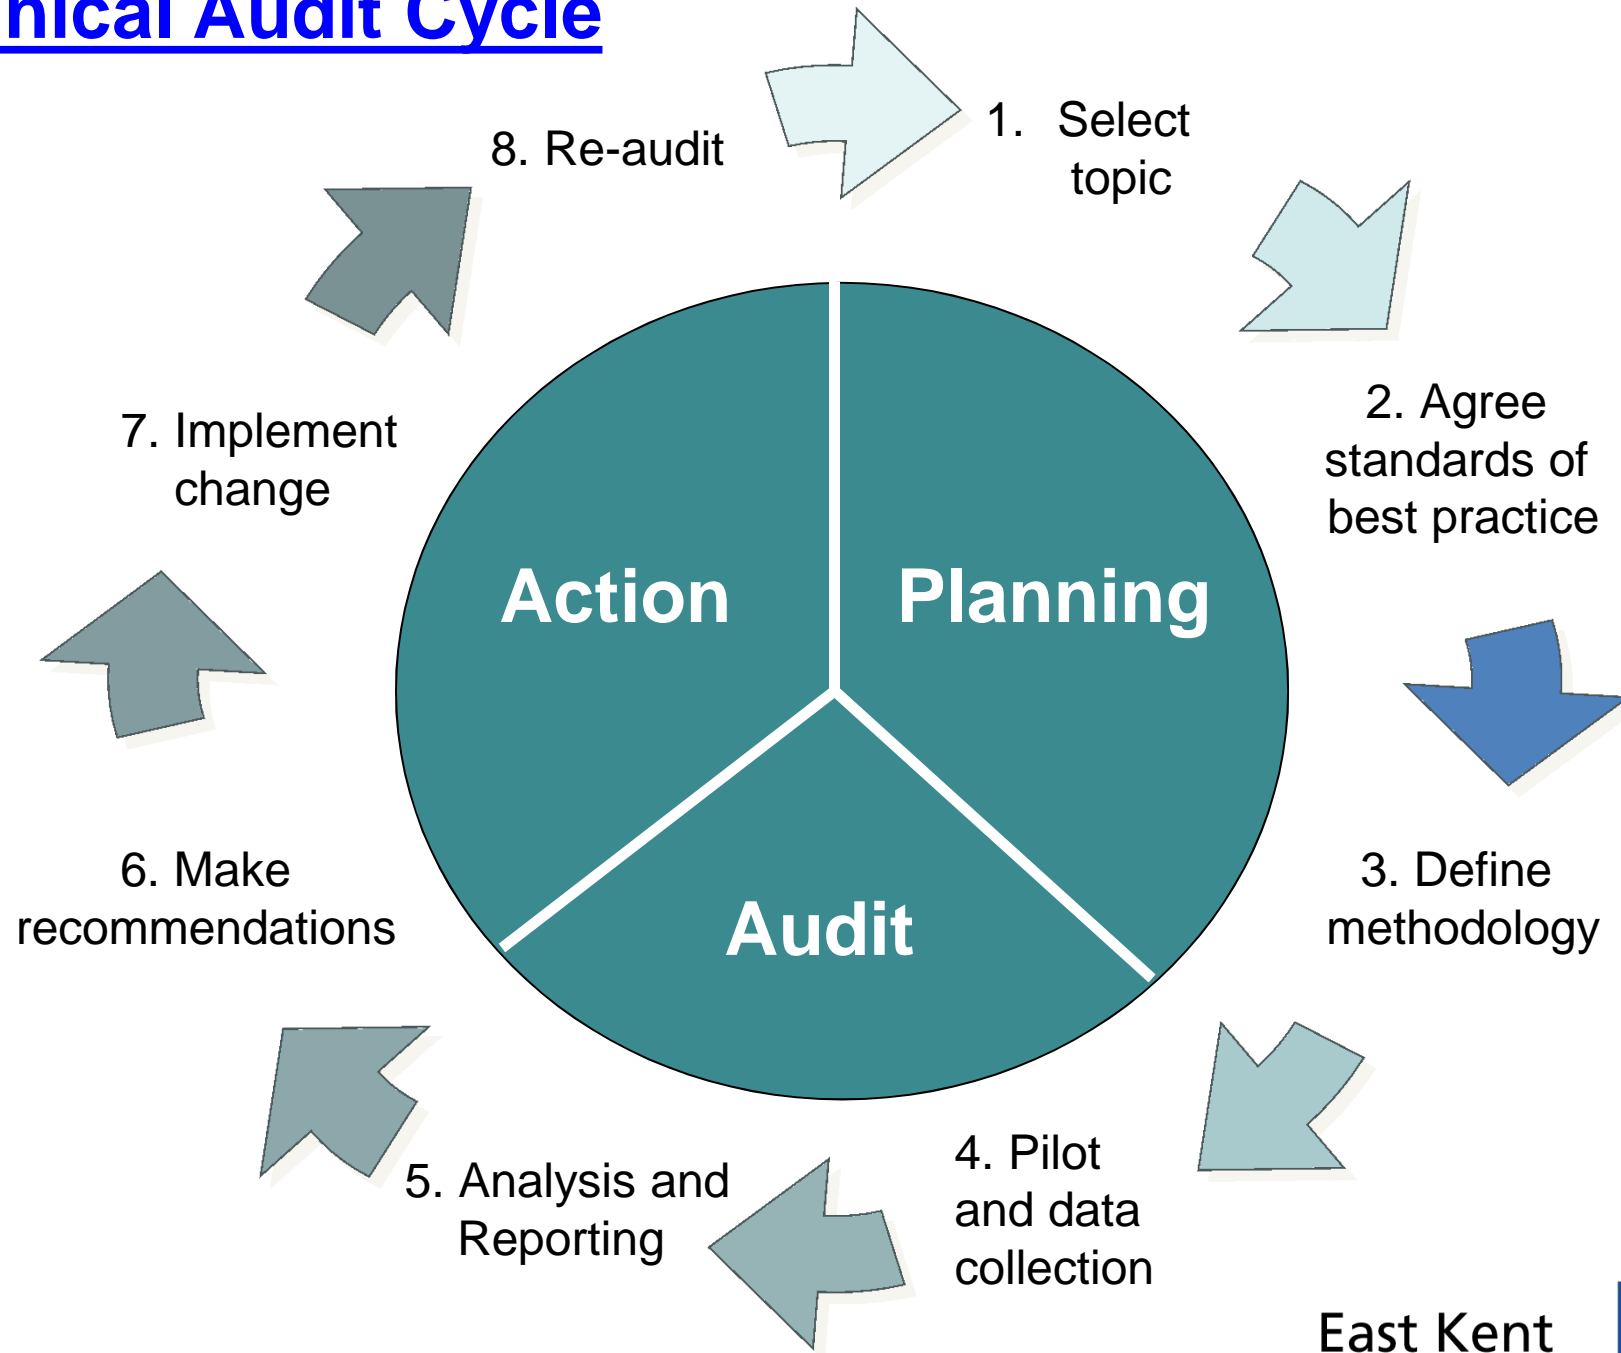 nical Audit Cycle
8. Re-audit
1. Select
topic
2. Agree
standards of
best practice
7. Implement
change
Action
Planning
6. Make
recommendations
3. Define
methodology
Audit
4. Pilot
and data
collection
5. Analysis and
Reporting
East Kent